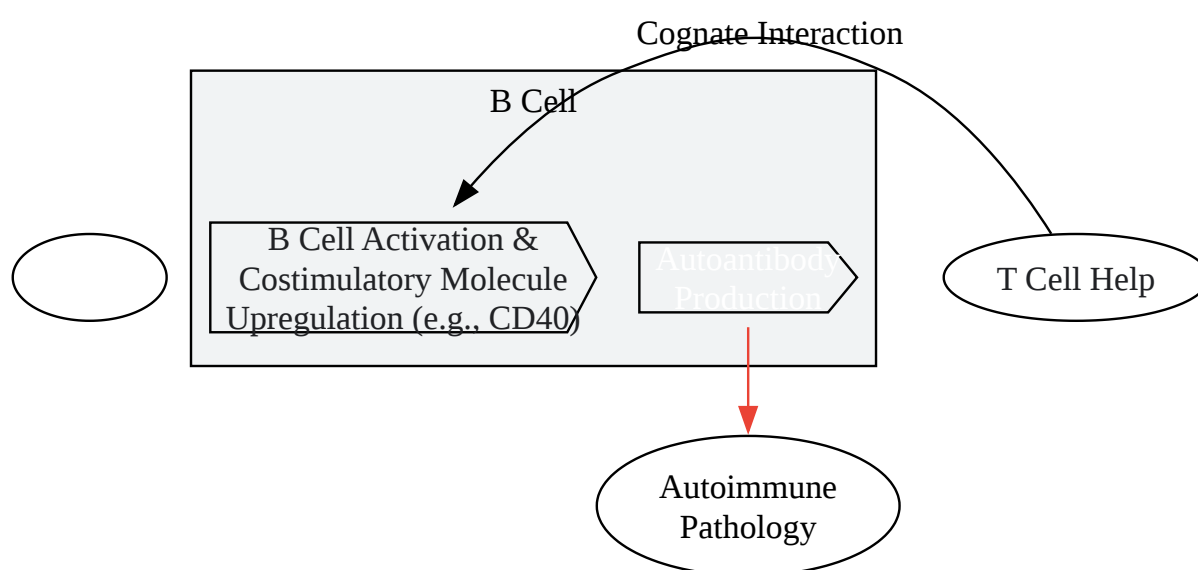 Cognate Interaction
B Cell
B Cell Activation &
Costimulatory Molecule
Upregulation (e.g., CD40)
Autoantibody
Production
T Cell Help
Autoimmune
Pathology